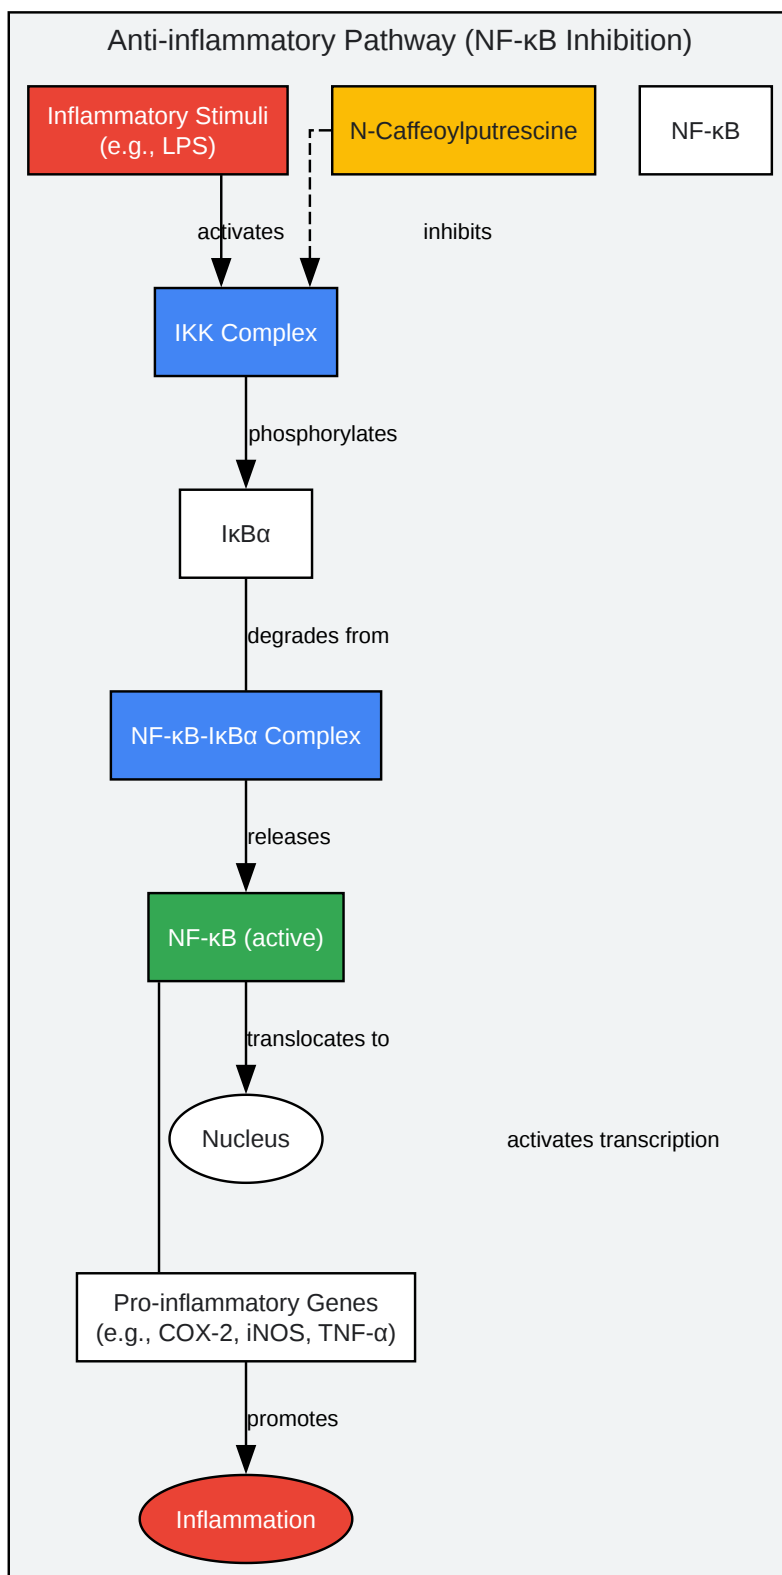 Anti-inflammatory Pathway (NF-κB Inhibition)
Inflammatory Stimuli
(e.g., LPS)
N-Caffeoylputrescine
NF-κB
activates
inhibits
IKK Complex
phosphorylates
IκBα
degrades from
NF-κB-IκBα Complex
releases
NF-κB (active)
translocates to
Nucleus
activates transcription
Pro-inflammatory Genes
(e.g., COX-2, iNOS, TNF-α)
promotes
Inflammation